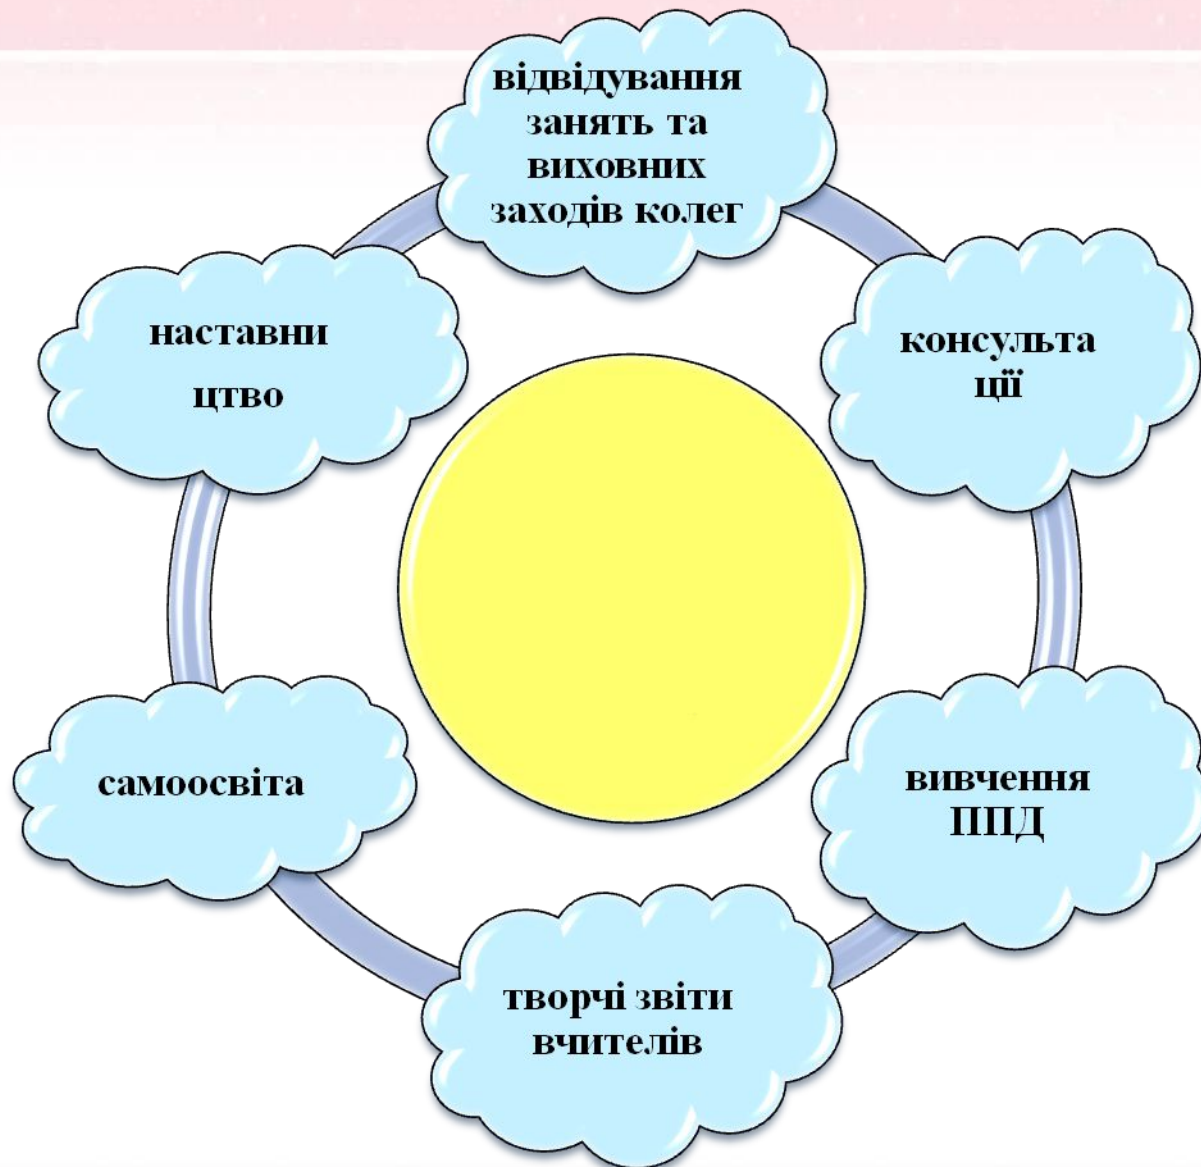 відвідування
занять та
виховних
заходів колег
консульта
ції
вивчення
ППД
творчі звіти
вчителів
самоосвіта
наставни
цтво